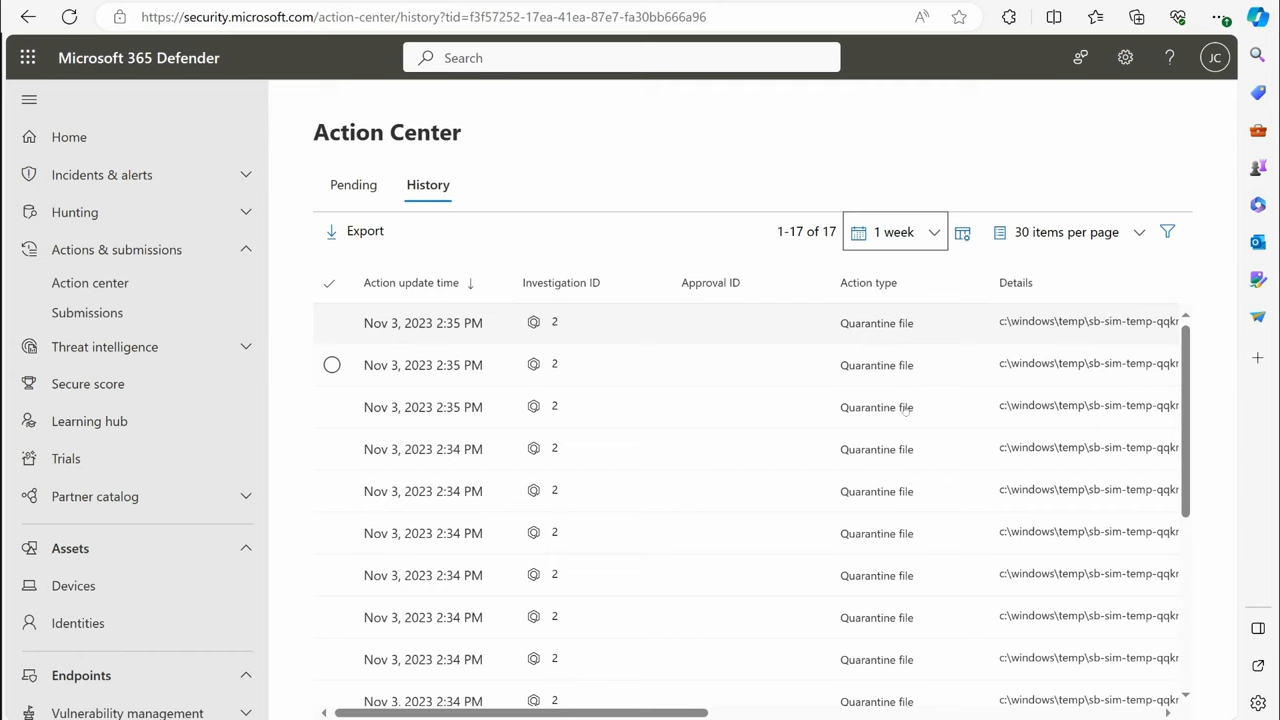 https://security.microsoft.com/action-center/history?tid=f3f57252-17ea-41ea-87e7-fa30bb666a96
Microsoft 365 Defender
Search
JC
Home
Incidents & alerts
Hunting
Actions & submissions
Action center
Submissions
Threat intelligence
Secure score
Learning hub
Trials
Partner catalog
Assets
Devices
Identities
Endpoints
Vulnerability management
Action Center
Pending History
Export 1-17 of 17 1 week 30 items per page
Action update time Investigation ID Approval ID Action type Details
Nov 3, 2023 2:35 PM 2 Quarantine file c:\windows\temp\sb-sim-temp-qqkr
Nov 3, 2023 2:35 PM 2 Quarantine file c:\windows\temp\sb-sim-temp-qqkr
Nov 3, 2023 2:35 PM 2 Quarantine file c:\windows\temp\sb-sim-temp-qqkr
Nov 3, 2023 2:34 PM 2 Quarantine file c:\windows\temp\sb-sim-temp-qqkr
Nov 3, 2023 2:34 PM 2 Quarantine file c:\windows\temp\sb-sim-temp-qqkr
Nov 3, 2023 2:34 PM 2 Quarantine file c:\windows\temp\sb-sim-temp-qqkr
Nov 3, 2023 2:34 PM 2 Quarantine file c:\windows\temp\sb-sim-temp-qqkr
Nov 3, 2023 2:34 PM 2 Quarantine file c:\windows\temp\sb-sim-temp-qqkr
Nov 3, 2023 2:34 PM 2 Quarantine file c:\windows\temp\sb-sim-temp-qqkr
Nov 3, 2023 2:34 PM 2 Quarantine file c:\windows\temp\sb-sim-temp-qqkr